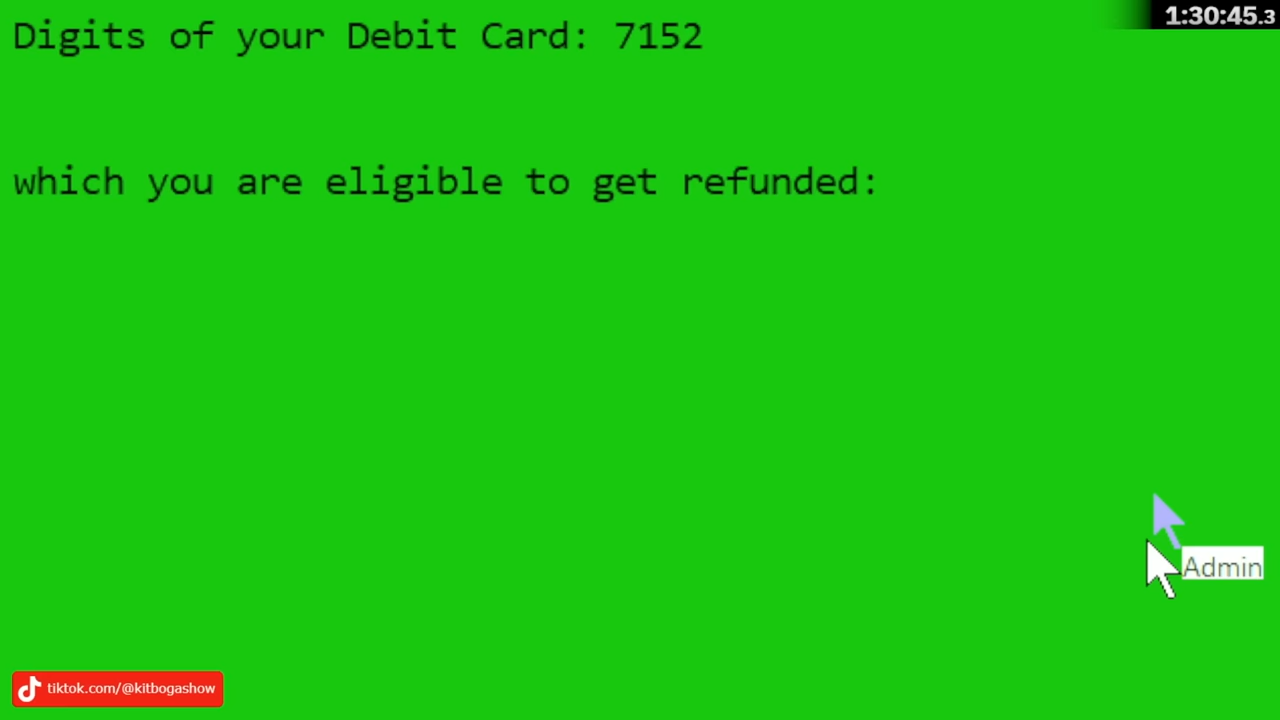 1:30:45.3
Digits of your Debit Card: 7152
which you are eligible to get refunded:
Admin
tiktok.com/@kitbogashow